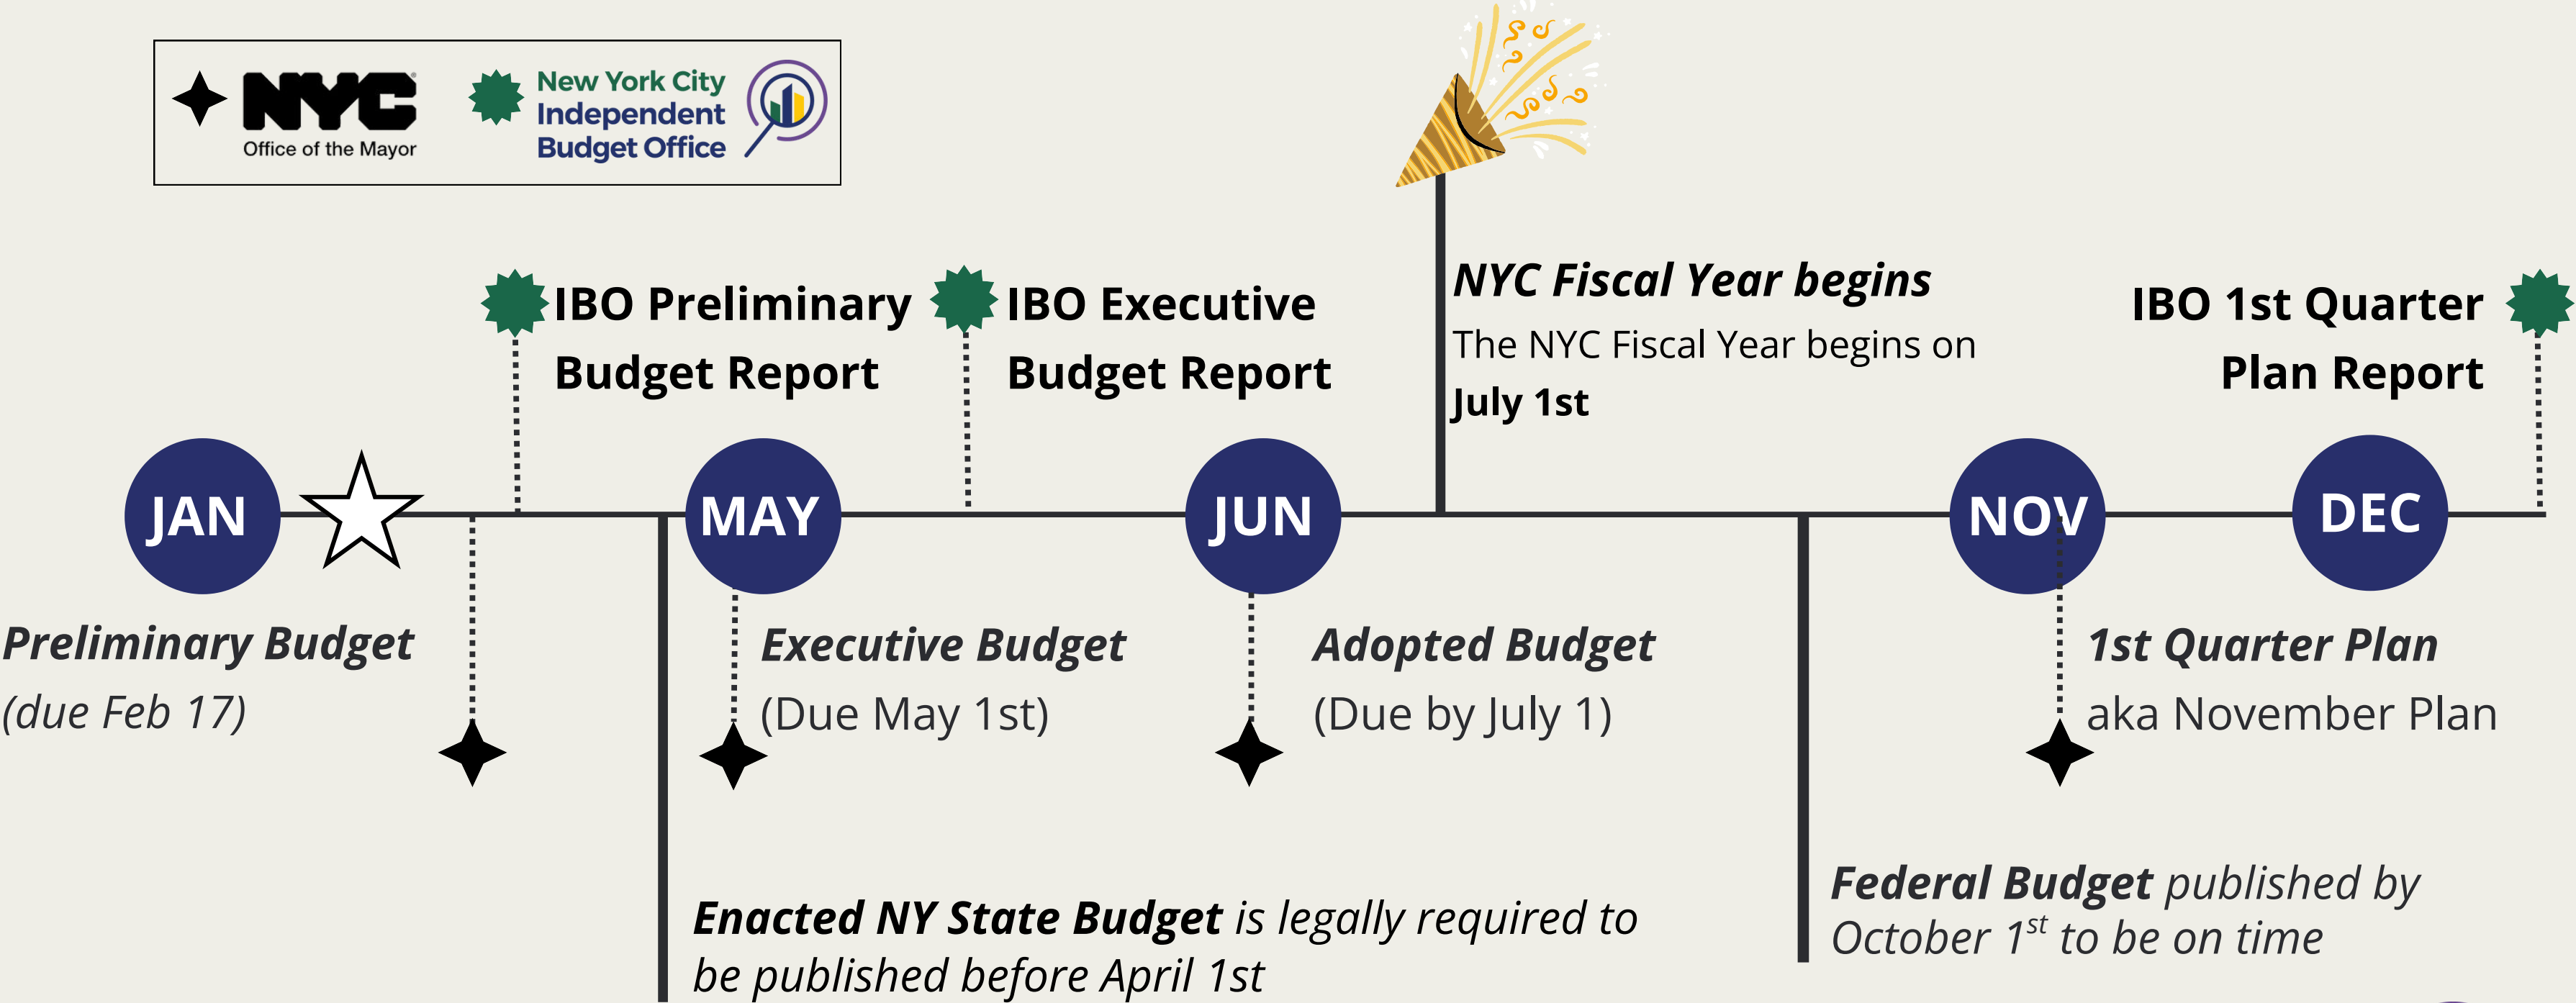 NYC
Office of the Mayor
New York City
Independent
Budget Office
IBO Preliminary
Budget Report
IBO Executive
Budget Report
NYC Fiscal Year begins
The NYC Fiscal Year begins on
July 1st
IBO 1st Quarter
Plan Report
JAN
MAY
JUN
NOV
DEC
Preliminary Budget
(due Feb 17)
Executive Budget
(Due May 1st)
Adopted Budget
(Due by July 1)
1st Quarter Plan
aka November Plan
Enacted NY State Budget is legally required to
be published before April 1st
Federal Budget published by
October 1st to be on time